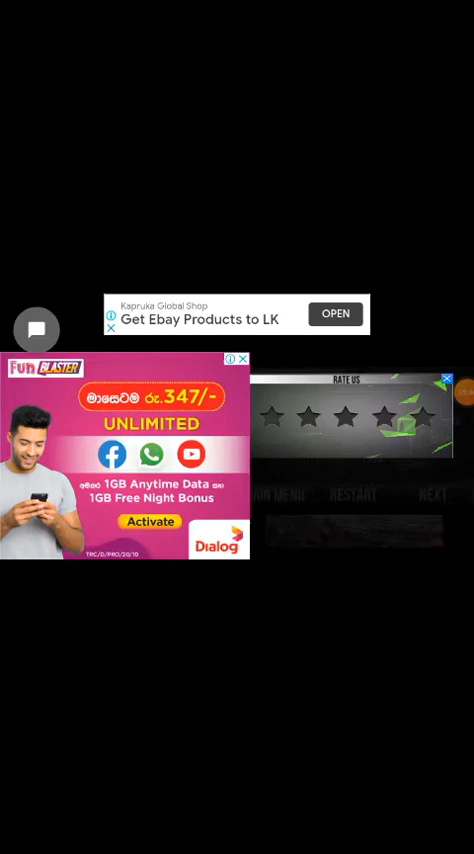 Kapruka Global Shop
Get Ebay Products to LK
OPEN
Fun BLASTER
මාසෙටම රු.347/-
UNLIMITED
අමතර 1GB Anytime Data සහ
1GB Free Night Bonus
Activate
Dialog
TRC/D/PRO/20/10
RATE US
MENU RESTART NEXT